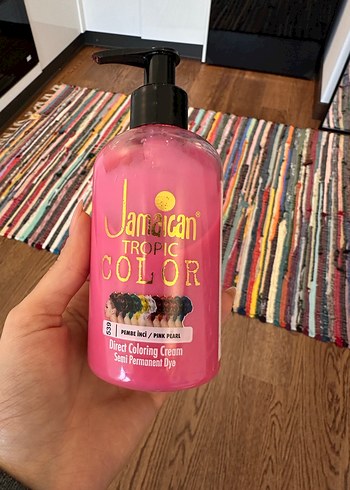 Jamaican®
TROPIC
COLOR
539
PEMBE İNCİ / PINK PEARL
Direct Coloring Cream
Semi Permanent Dye